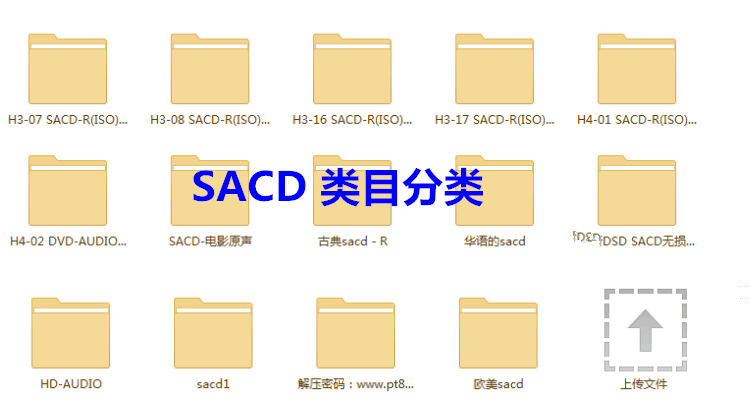 H3-07 SACD-R(ISO)...
H3-08 SACD-R(ISO)...
H3-16 SACD-R(ISO)...
H3-17 SACD-R(ISO)...
H4-01 SACD-R(ISO)...
SACD 类目分类
H4-02 DVD-AUDIO...
SACD-电影原声
古典sacd - R
华语的sacd
DSD SACD无损...
HD-AUDIO
sacd1
解压密码：www.pt8...
欧美sacd
上传文件